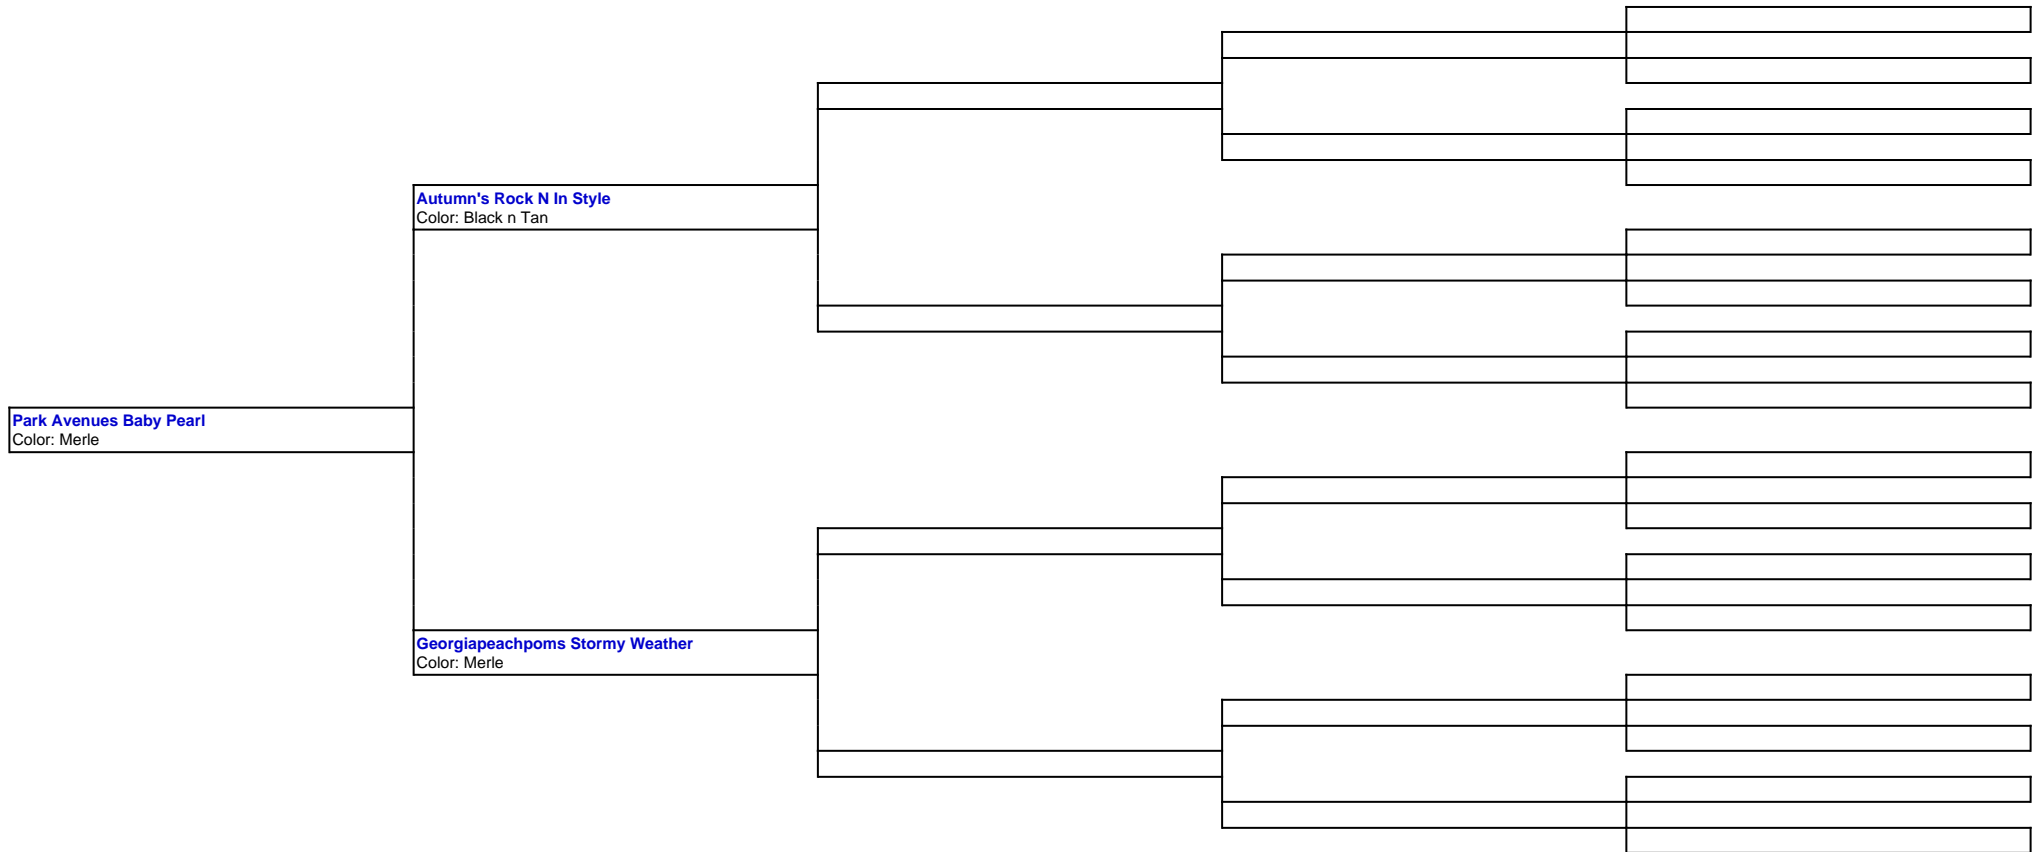 Autumn's Rock N In Style
Color: Black n Tan
Park Avenues Baby Pearl
Color: Merle
Georgiapeachpoms Stormy Weather
Color: Merle